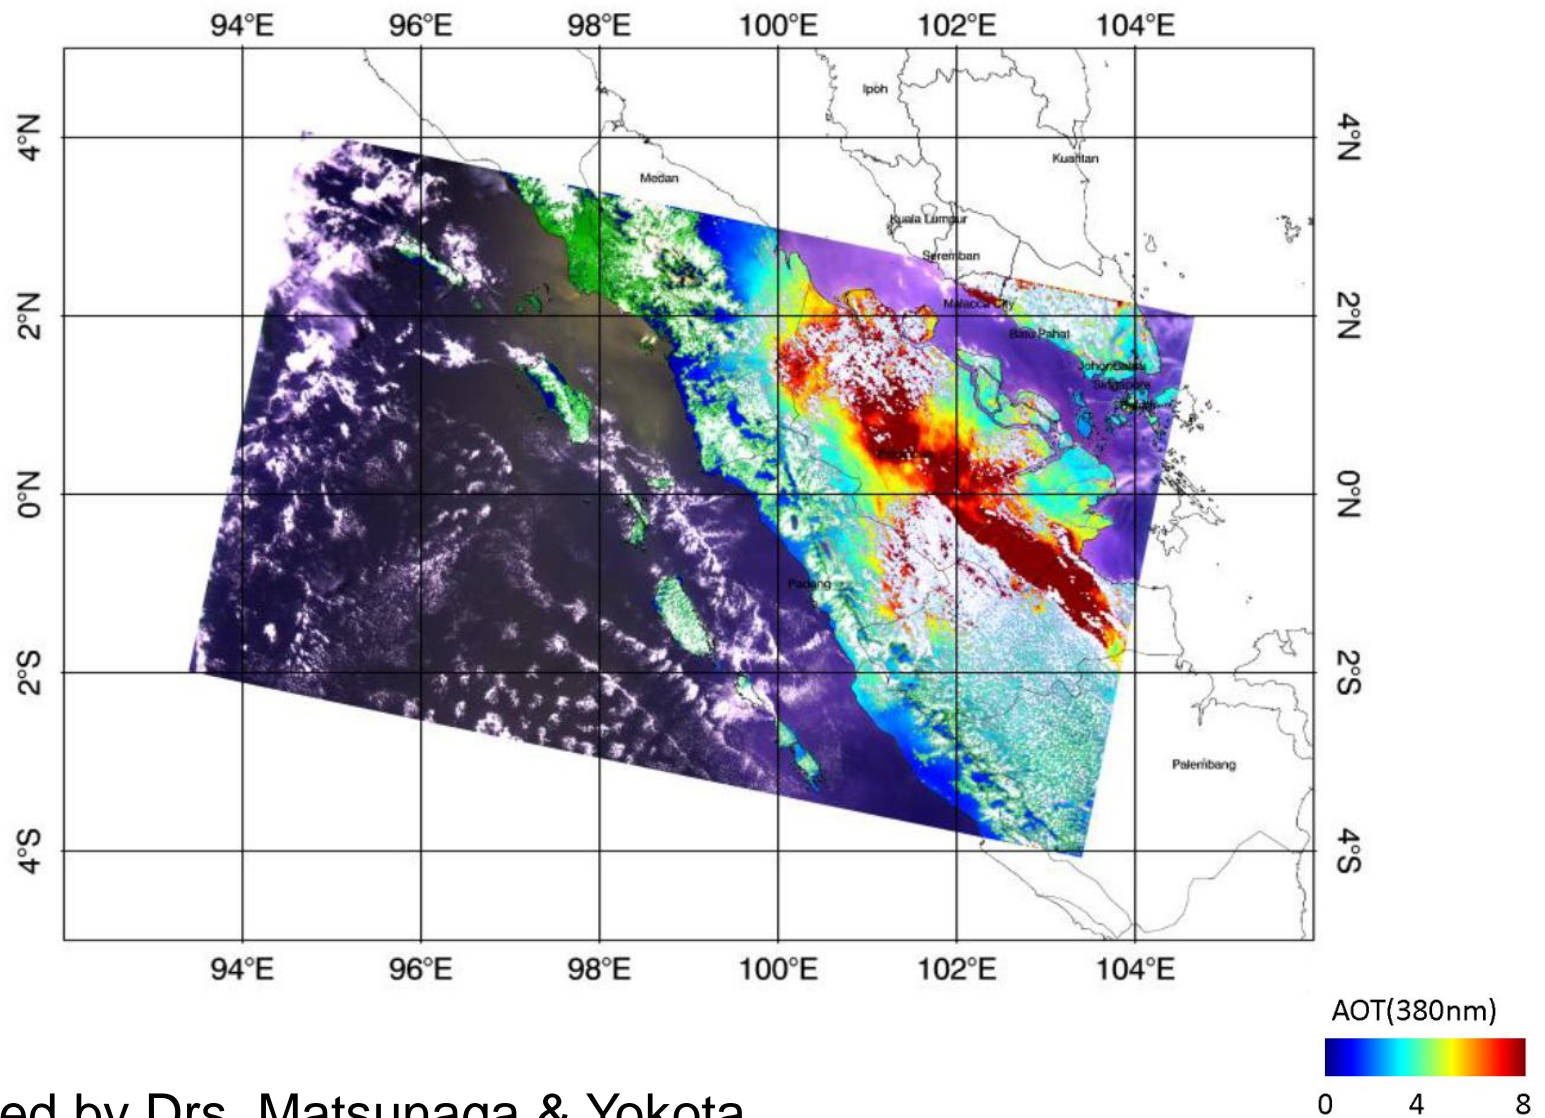 94°E 96°E 98°E 100°E 102°E 104°E
Ipoh
4°N 4°N
Kuantan
Medan
Kuala Lumpur
Seremban
Malacca City
2°N 2°N
Batu Pahat
Johor Bahru
Singapore
0°N 0°N
Padang
2°S 2°S
Palembang
4°S 4°S
94°E 96°E 98°E 100°E 102°E 104°E
AOT(380nm)
0 4 8
ed by Drs. Matsunaga & Yokota